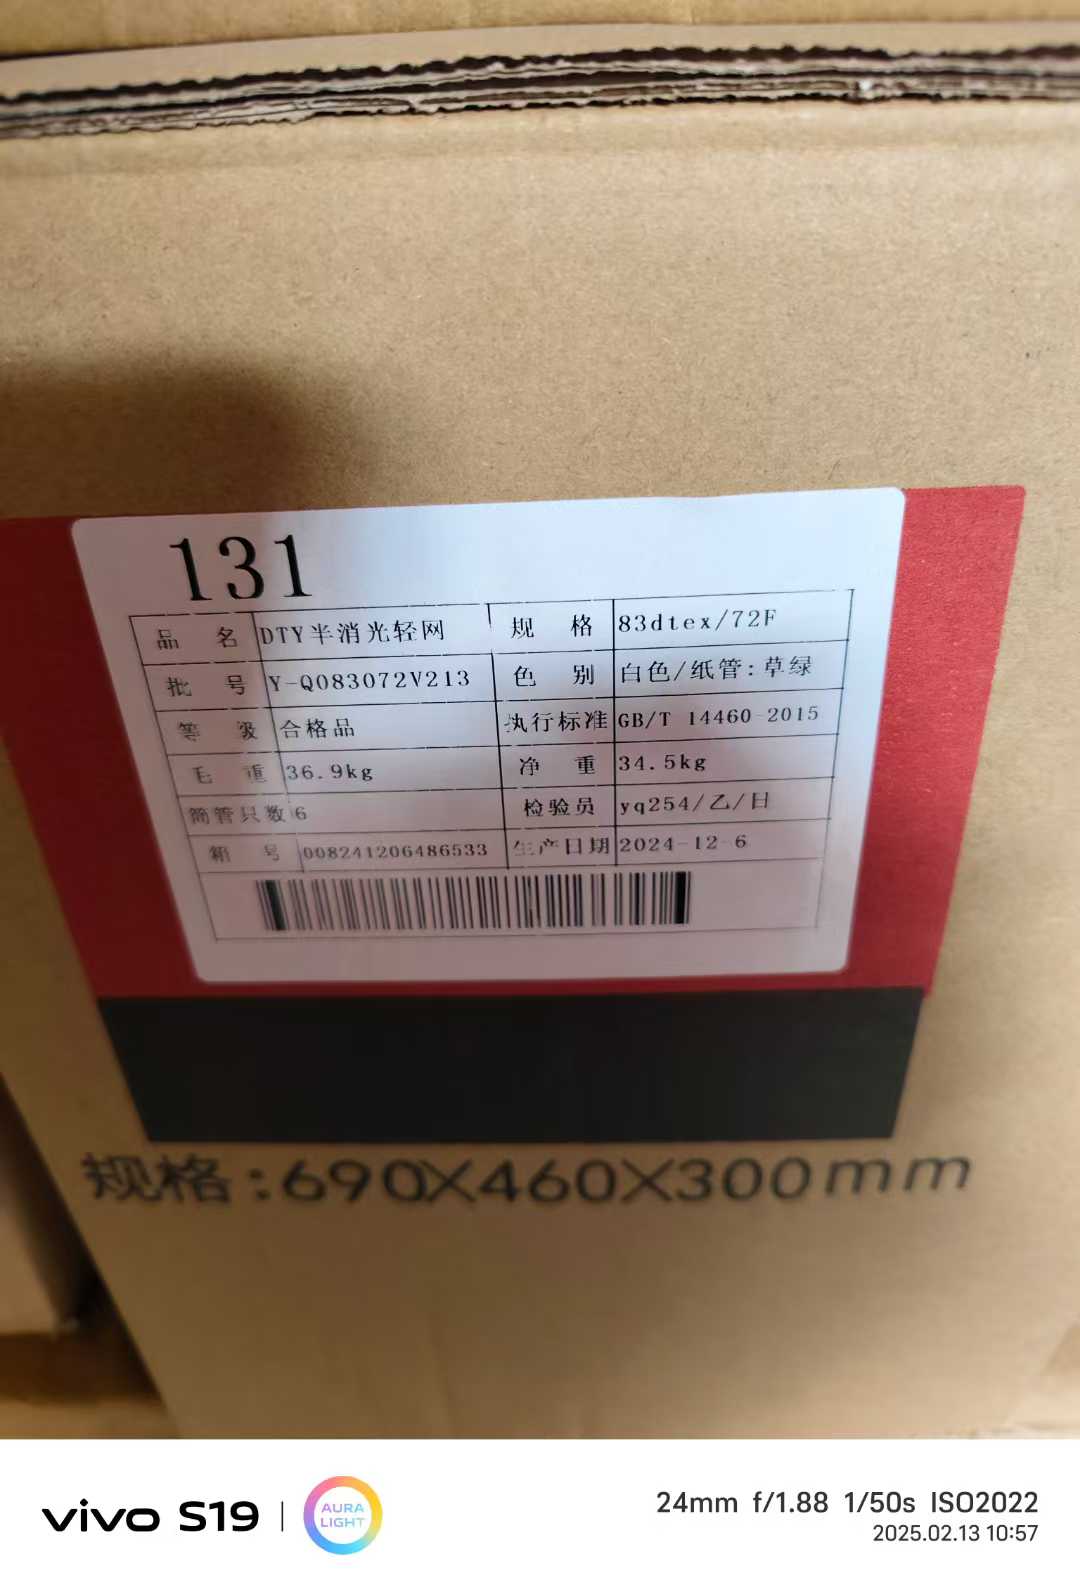 131
品 名 DTY半消光轻网 规 格 83dtex/72F
批 号 Y-Q083072V213 色 别 白色/纸管:草绿
等 级 合格品 执行标准 GB/T 14460-2015
毛 重 36.9kg 净 重 34.5kg
筒管只数 6 检验员 yq254/乙/日
箱 号 008241206486533 生产日期 2024-12-6
规格:690X460X300mm
vivo S19 | AURA LIGHT
24mm f/1.88 1/50s ISO2022
2025.02.13 10:57